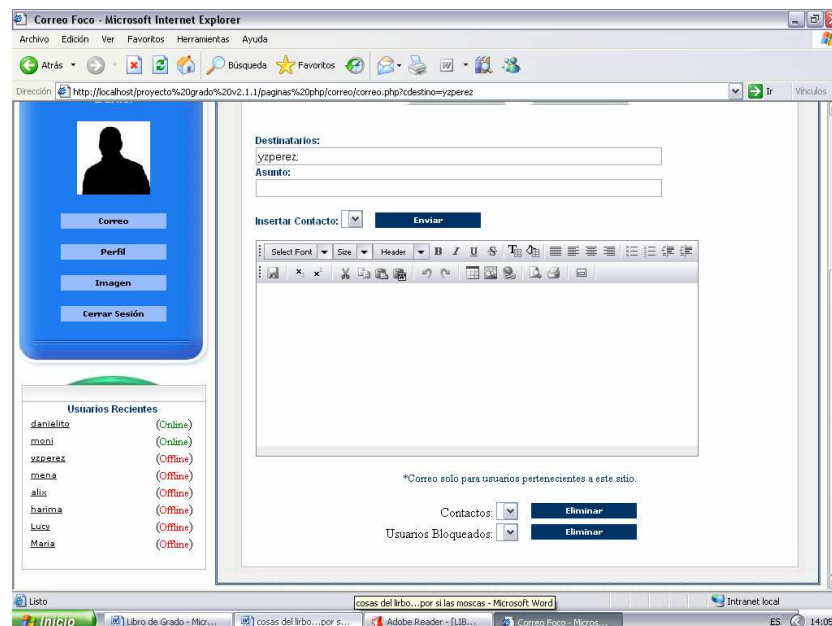 Correo Foco - Microsoft Internet Explorer
Archivo Edición Ver Favoritos Herramientas Ayuda
Atrás Búsqueda Favoritos
Dirección http://localhost/proyecto%20grado%20v2.1.1/paginas%20php/correo/correo.php?cdestino=yzperez Ir Vínculos
Destinatarios:
yzperez;
Asunto:
Correo
Insertar Contacto: Enviar
Perfil
Select Font Size Header B I U S
Imagen
Cerrar Sesión
Usuarios Recientes
danielito (Online)
moni (Online)
yzperez (Offline)
mena (Offline)
alix (Offline)
harima (Offline)
Lucy (Offline)
Maria (Offline)
*Correo solo para usuarios pertenecientes a este sitio.
Contactos: Eliminar
Usuarios Bloqueados: Eliminar
Listo Intranet local
cosas del lirbo...por si las moscas - Microsoft Word
Inicio Libro de Grado - Micr... cosas del lirbo...por s... Adobe Reader - [LIB... Correo Foco - Micros... ES 14:05